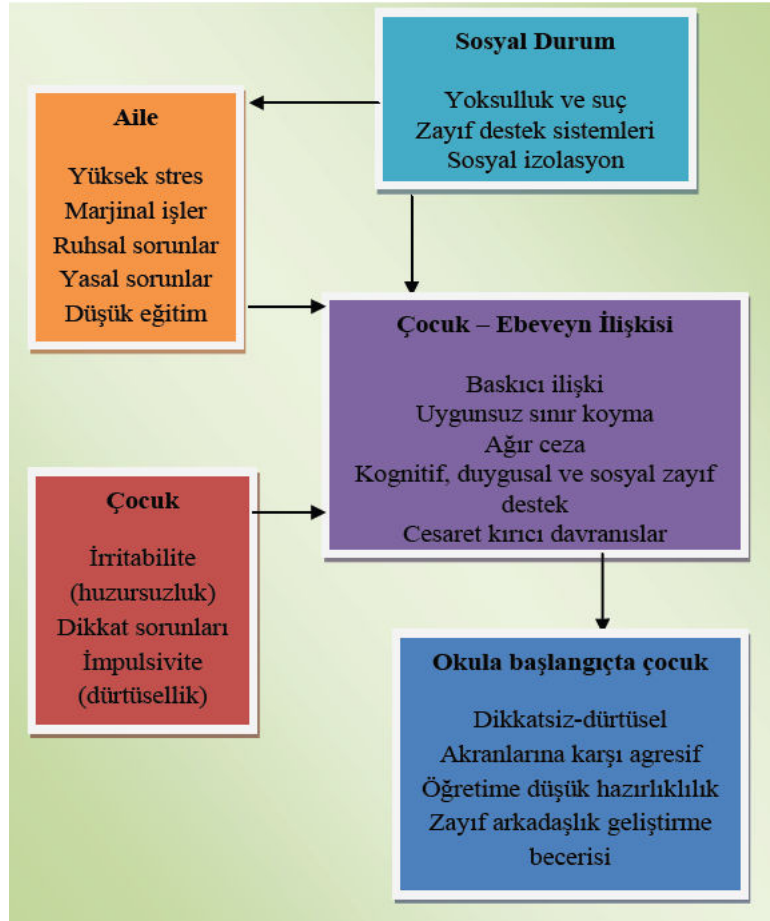 Sosyal Durum
Yoksulluk ve suç
Zayıf destek sistemleri
Sosyal izolasyon
Aile
Yüksek stres
Marjinal işler
Ruhsal sorunlar
Yasal sorunlar
Düşük eğitim
Çocuk – Ebeveyn İlişkisi
Baskıcı ilişki
Uygunsuz sınır koyma
Ağır ceza
Kognitif, duygusal ve sosyal zayıf
destek
Cesaret kırıcı davranıslar
Çocuk
İrritabilite
(huzursuzluk)
Dikkat sorunları
İmpulsivite
(dürtüsellik)
Okula başlangıçta çocuk
Dikkatsiz-dürtüsel
Akranlarına karşı agresif
Öğretime düşük hazırlıklılık
Zayıf arkadaşlık geliştirme
becerisi